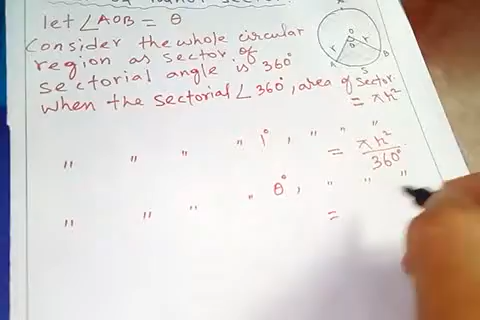 let ∠AOB = θ
Consider the whole circular
region as sector of
sectorial angle is 360°
When the sectorial ∠ 360°, area of sector
= πr²
" " " " 1°, " " "
= πr²/360°
" " " " θ°, " " "
=
O
r r
θ
A B
S